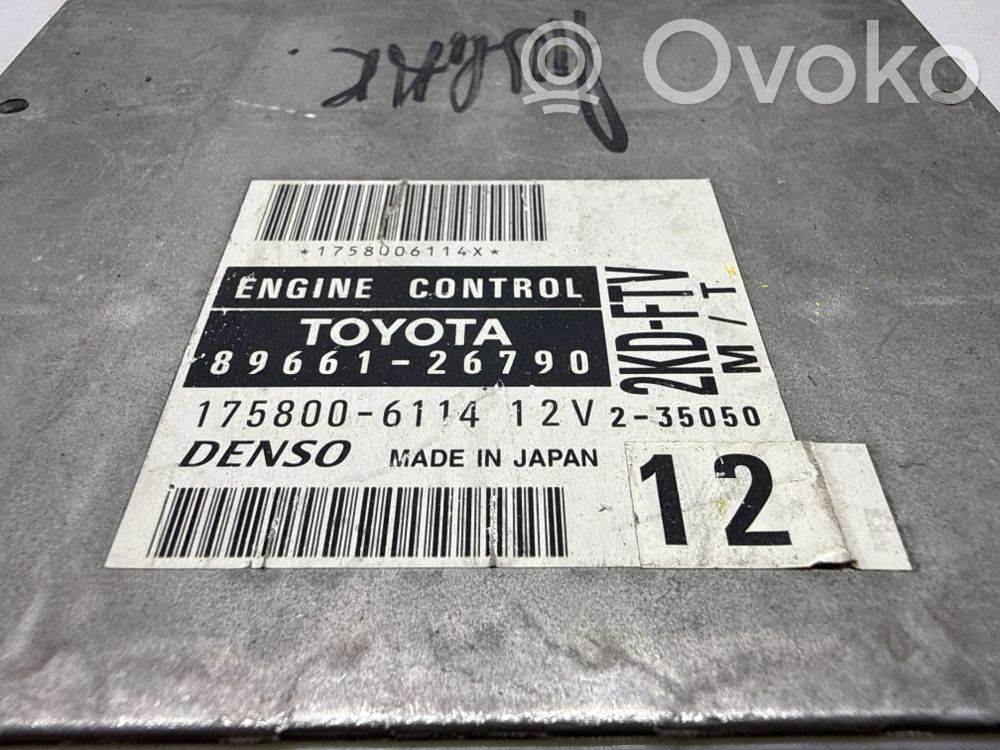 Ovoko
*1758006114X*
ENGINE CONTROL
TOYOTA
89661-26790
2KD-FTV
M/T
175800-6114 12V 2-35050
DENSO MADE IN JAPAN
12